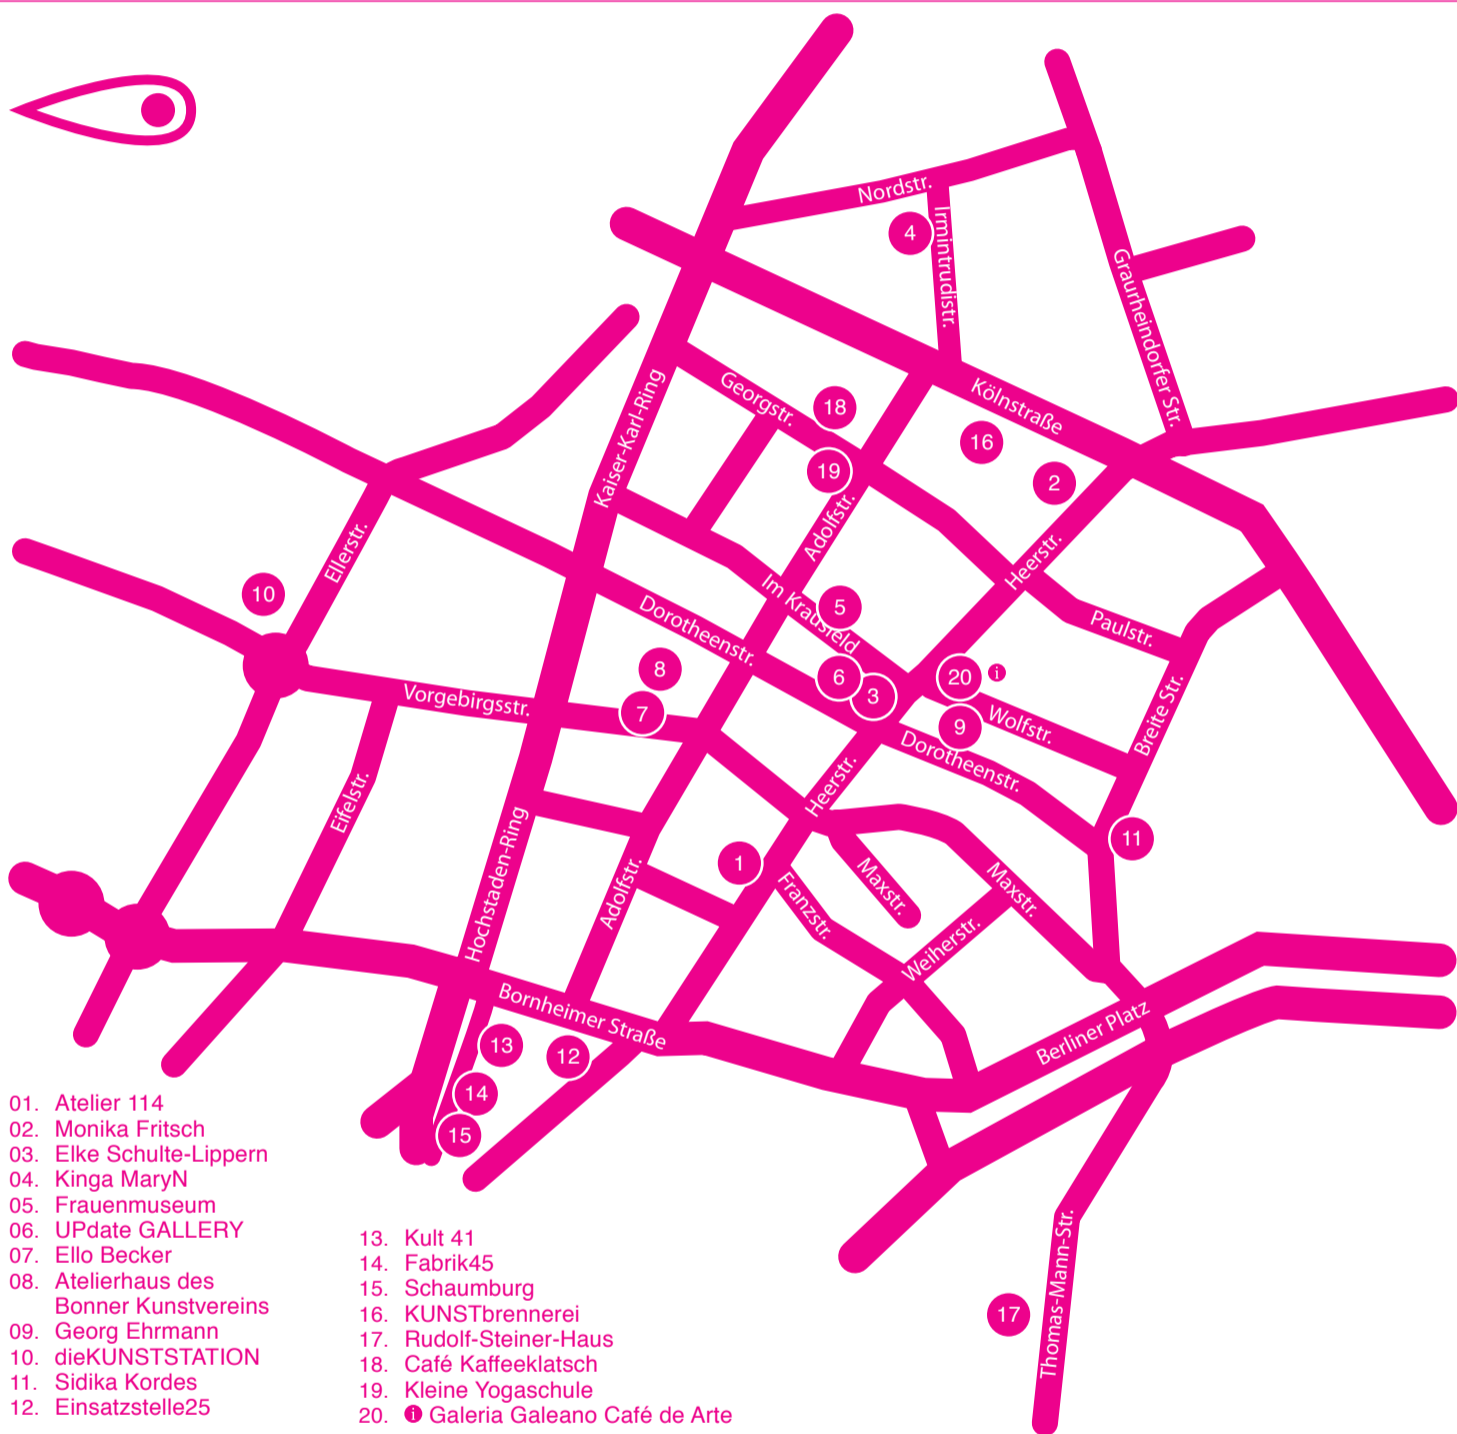 Nordstr.
4
Irmintrudistr.
Graurheindorfer Str.
Kölnstraße
Georgstr.
18
Kaiser-Karl-Ring
16
19
2
Adolfstr.
Ellerstr.
Heerstr.
10
Im Krausfeld
5
Dorotheenstr.
Paulstr.
8
6
20
i
3
Vorgebirgsstr.
7
9
Wolfstr.
Breite Str.
Dorotheenstr.
Heerstr.
Eifelstr.
11
1
Hochstaden-Ring
Adolfstr.
Franzstr.
Maxstr.
Maxstr.
Weiherstr.
Bornheimer Straße
Berliner Platz
13
12
14
15
Thomas-Mann-Str.
17
01. Atelier 114
02. Monika Fritsch
03. Elke Schulte-Lippern
04. Kinga MaryN
05. Frauenmuseum
06. UPdate GALLERY
07. Ello Becker
08. Atelierhaus des
Bonner Kunstvereins
09. Georg Ehrmann
10. dieKUNSTSTATION
11. Sidika Kordes
12. Einsatzstelle25
13. Kult 41
14. Fabrik45
15. Schaumburg
16. KUNSTbrennerei
17. Rudolf-Steiner-Haus
18. Café Kaffeeklatsch
19. Kleine Yogaschule
20. i Galeria Galeano Café de Arte